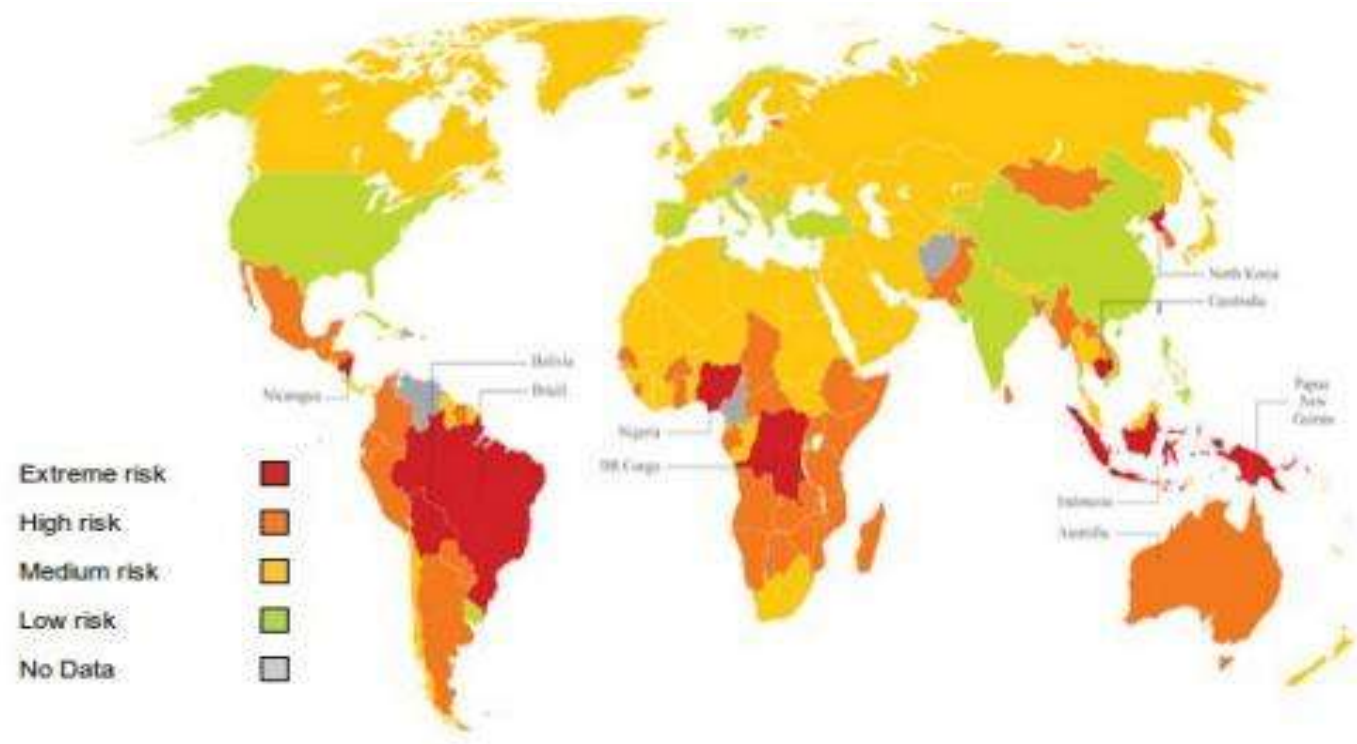 North Korea
Cambodia
Bolivia
Brazil
Nicaragua
Papua
New
Guinea
Nigeria
DR Congo
Indonesia
Australia
Extreme risk
High risk
Medium risk
Low risk
No Data